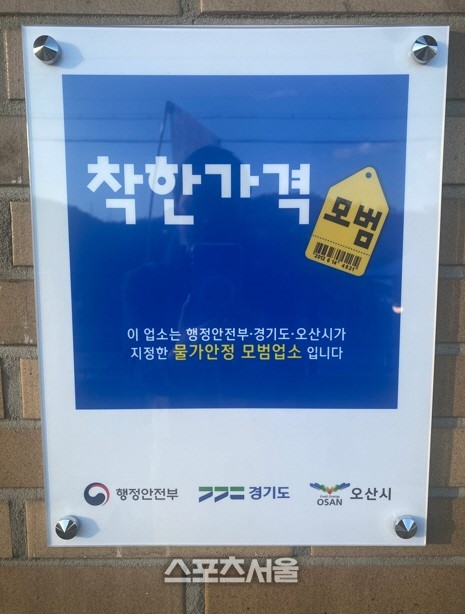 착한가격
모범
이 업소는 행정안전부·경기도·오산시가
지정한 물가안정 모범업소 입니다
행정안전부 경기도 OSAN 오산시
스포츠서울